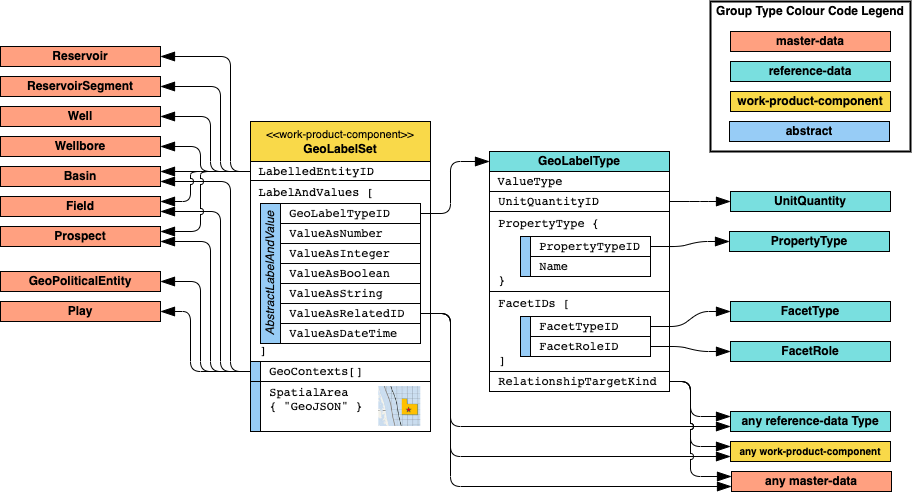 Group Type Colour Code Legend
master-data
reference-data
work-product-component
abstract
Reservoir
ReservoirSegment
Well
Wellbore
Basin
Field
Prospect
GeoPoliticalEntity
Play
<<work-product-component>>
GeoLabelSet
LabelledEntityID
LabelAndValues [
AbstractLabelAndValue
GeoLabelTypeID
ValueAsNumber
ValueAsInteger
ValueAsBoolean
ValueAsString
ValueAsRelatedID
ValueAsDateTime
]
GeoContexts[]
SpatialArea
{ "GeoJSON" }
GeoLabelType
ValueType
UnitQuantityID
PropertyType {
PropertyTypeID
Name
}
FacetIDs [
FacetTypeID
FacetRoleID
]
RelationshipTargetKind
UnitQuantity
PropertyType
FacetType
FacetRole
any reference-data Type
any work-product-component
any master-data